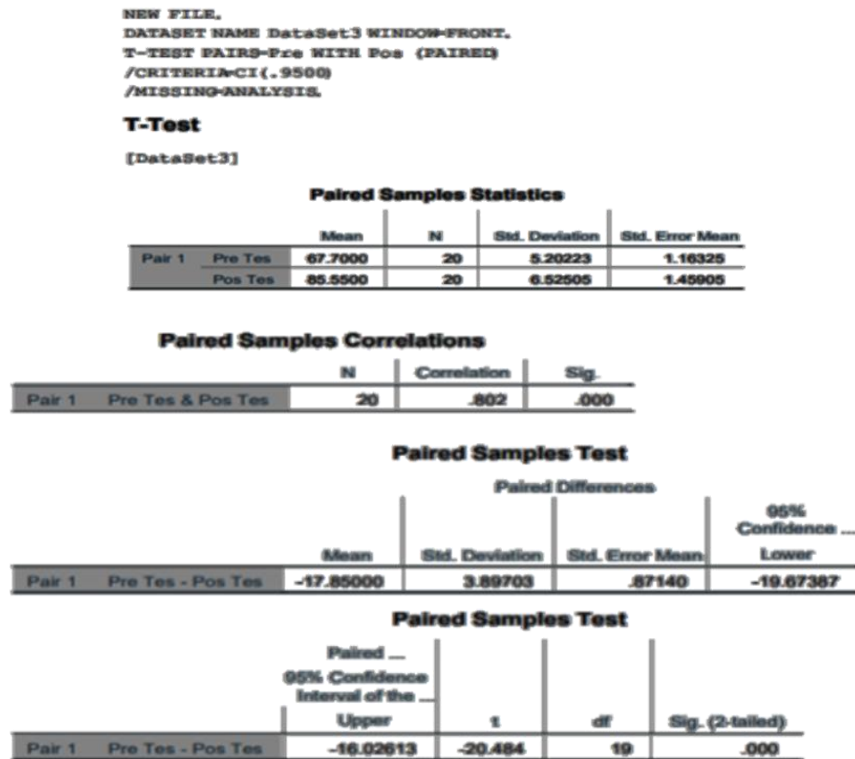 NEW FILE.
DATASET NAME DataSet3 WINDOW=FRONT.
T-TEST PAIRS=Pre WITH Pos (PAIRED)
/CRITERIA=CI(.9500)
/MISSING=ANALYSIS.
T-Test
[DataSet3]
Paired Samples Statistics
Mean N Std. Deviation Std. Error Mean
Pair 1 Pre Tes 67.7000 20 5.20223 1.16325
Pos Tes 85.5500 20 6.52505 1.45905
Paired Samples Correlations
N Correlation Sig.
Pair 1 Pre Tes & Pos Tes 20 .802 .000
Paired Samples Test
Paired Differences
95%
Confidence ...
Mean Std. Deviation Std. Error Mean Lower
Pair 1 Pre Tes - Pos Tes -17.85000 3.89703 .87140 -19.67387
Paired Samples Test
Paired ...
95% Confidence
Interval of the ...
Upper t df Sig. (2-tailed)
Pair 1 Pre Tes - Pos Tes -16.02613 -20.484 19 .000